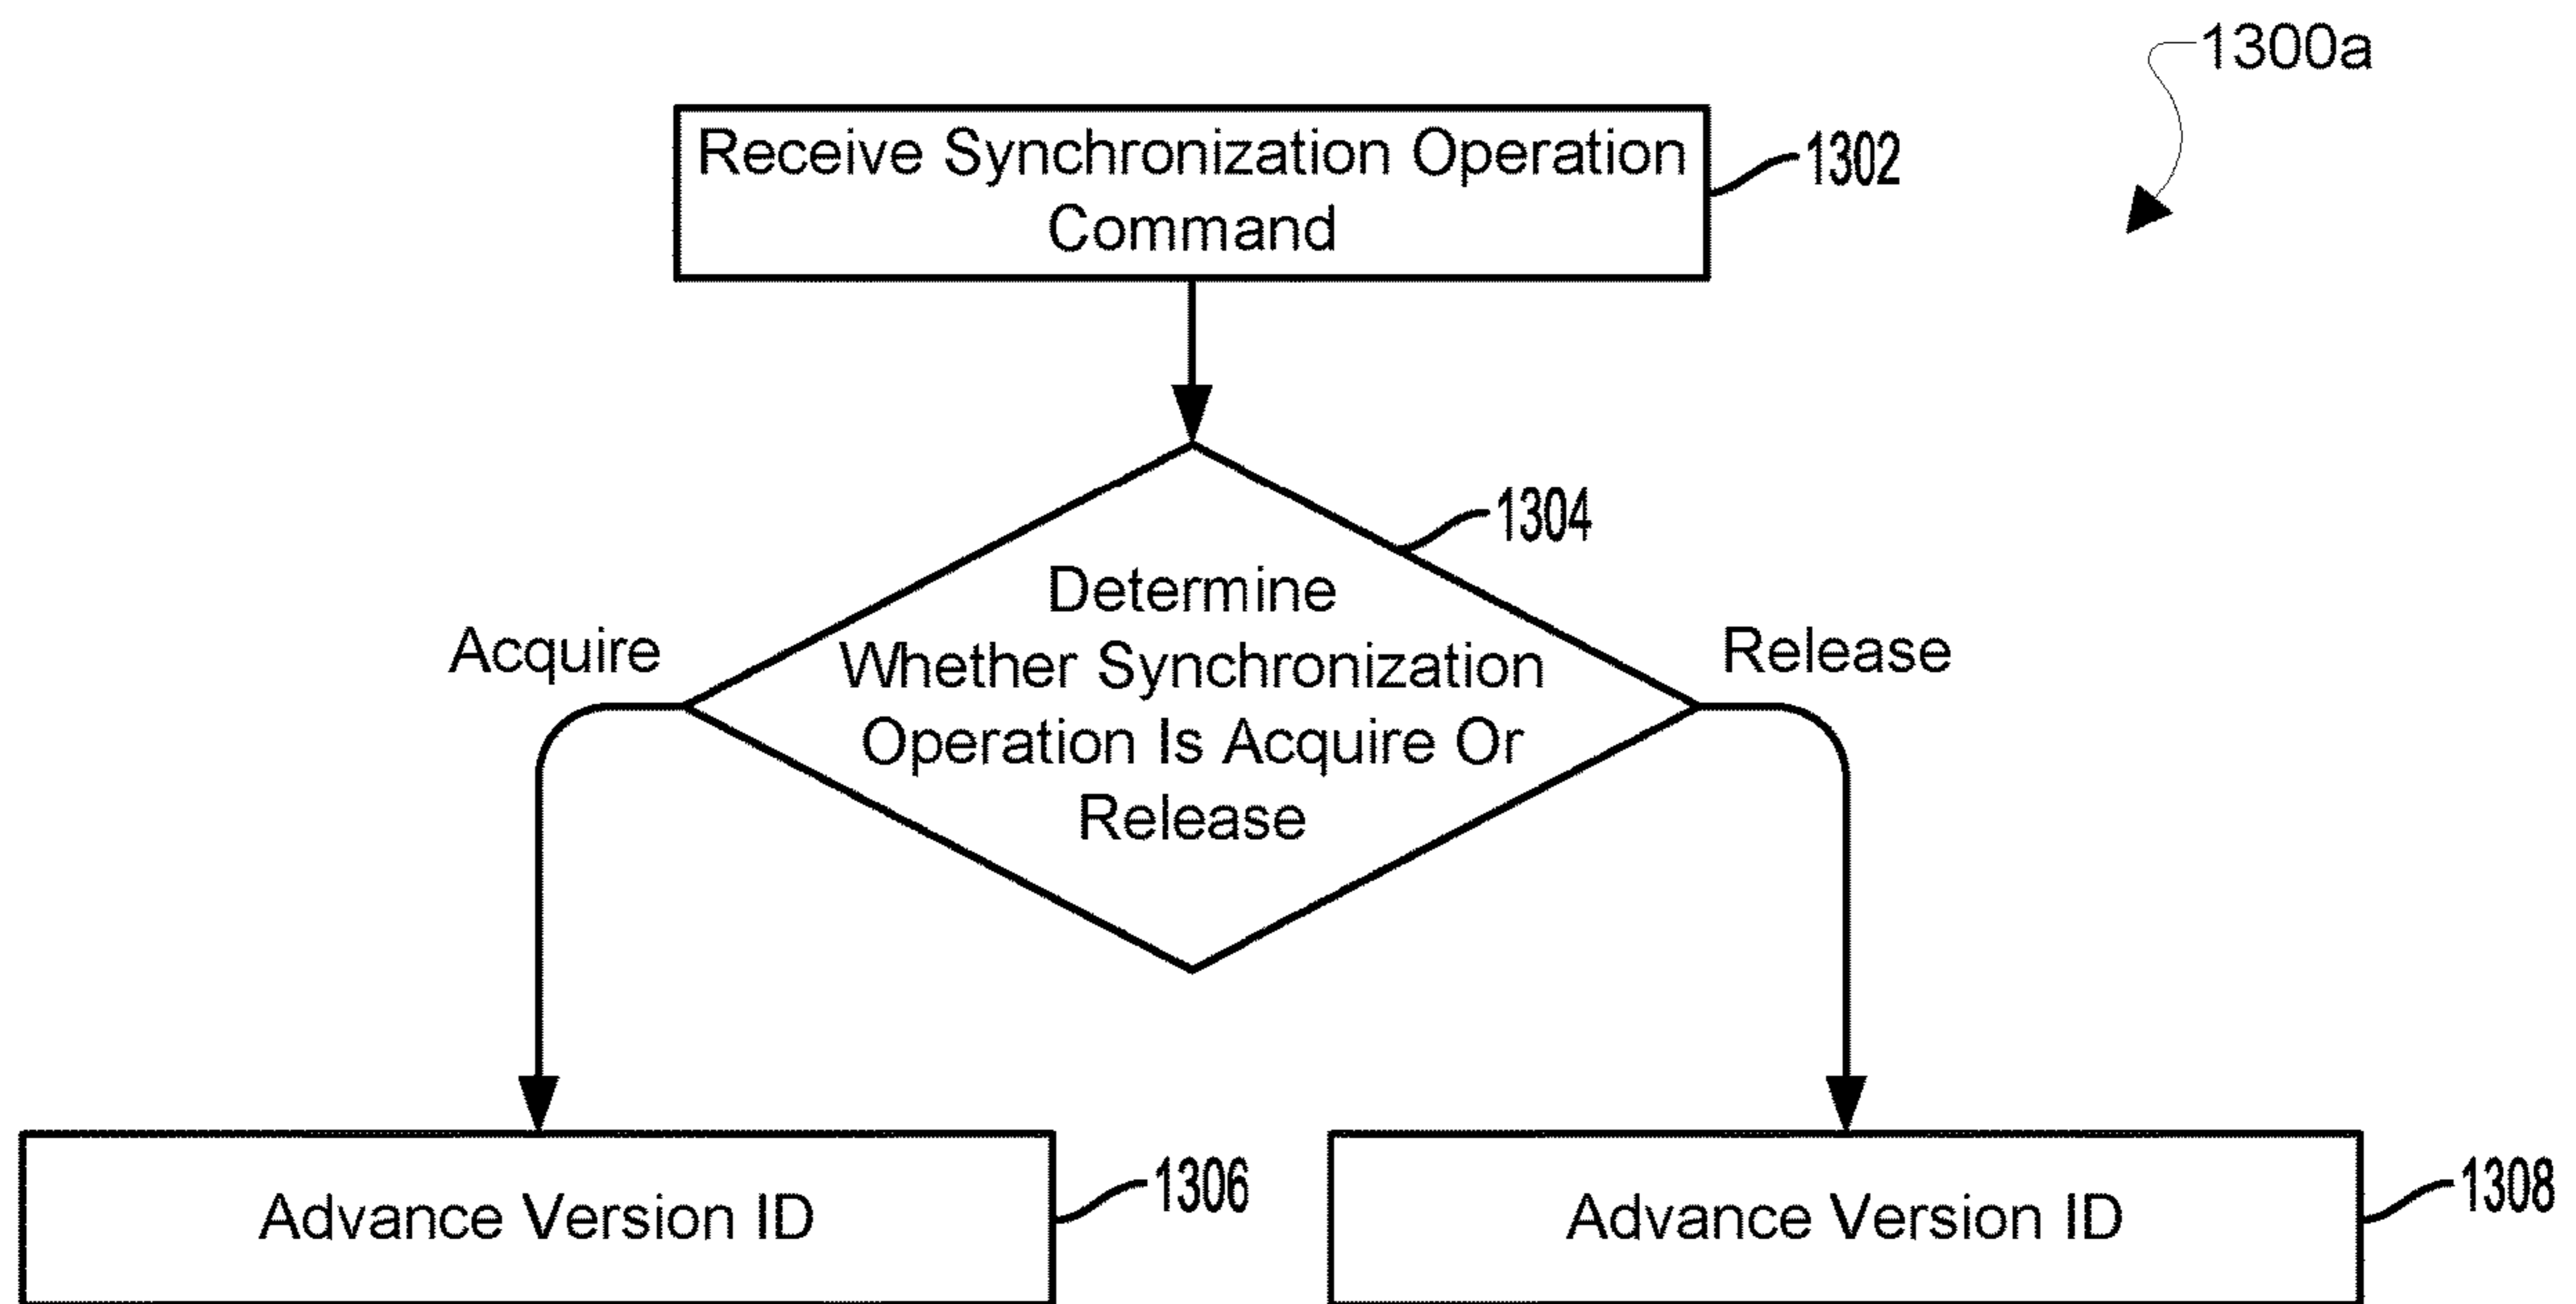 1300a
Receive Synchronization Operation
Command
1302
1304
Determine
Whether Synchronization
Operation Is Acquire Or
Release
Acquire
Release
Advance Version ID
1306
Advance Version ID
1308